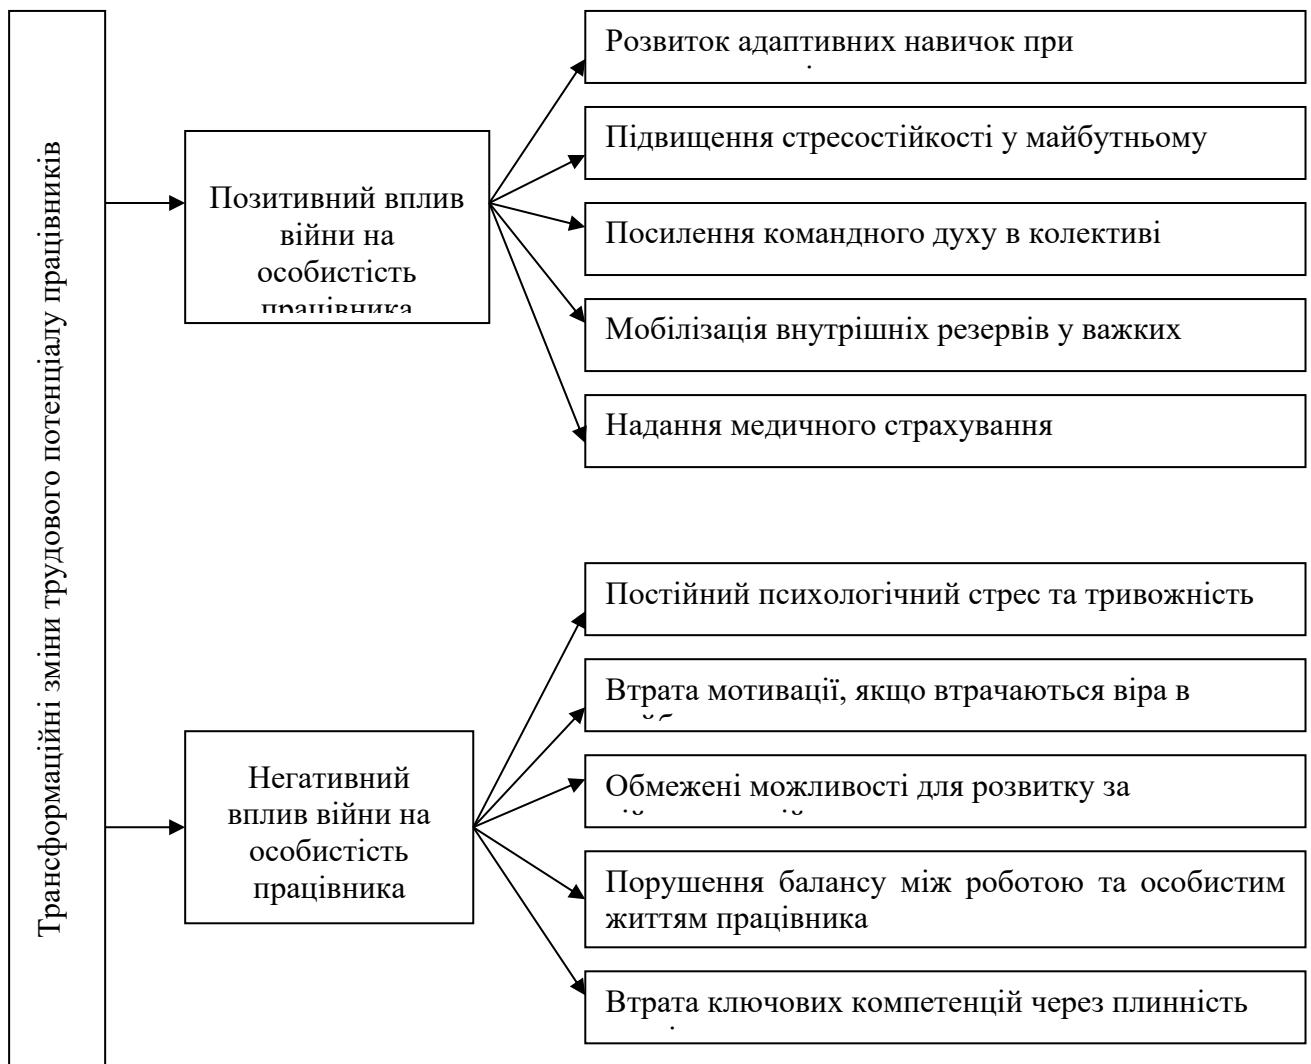 Трансформаційні зміни трудового потенціалу працівників
Позитивний вплив
війни на
особистість
працівника
Розвиток адаптивних навичок при
Підвищення стресостійкості у майбутньому
Посилення командного духу в колективі
Мобілізація внутрішніх резервів у важких
Надання медичного страхування
Негативний
вплив війни на
особистість
працівника
Постійний психологічний стрес та тривожність
Втрата мотивації, якщо втрачаються віра в
Обмежені можливості для розвитку за
Порушення балансу між роботою та особистим
життям працівника
Втрата ключових компетенцій через плинність